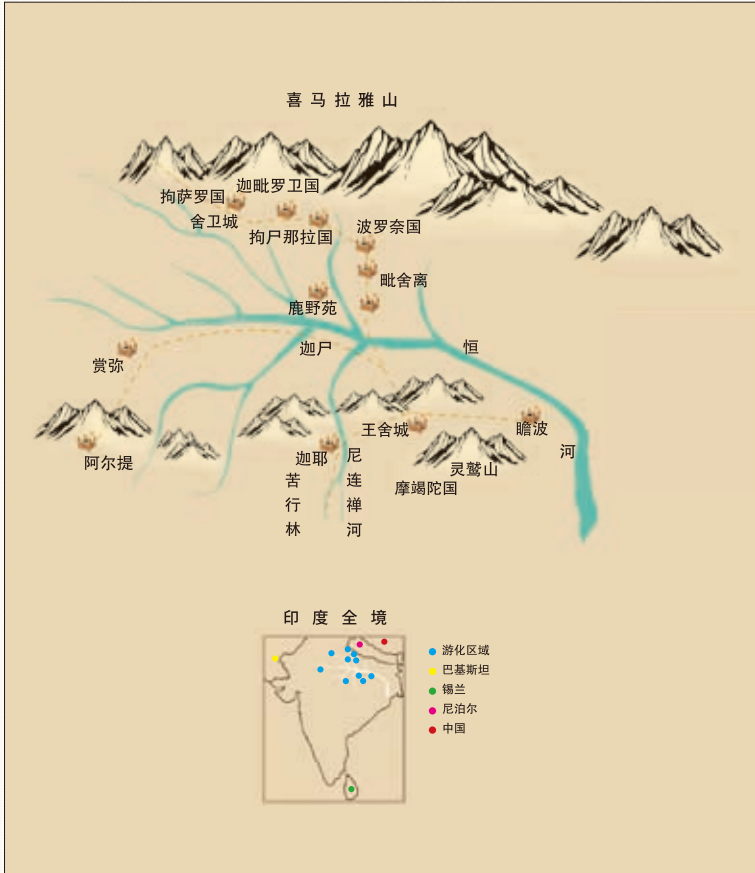 喜马拉雅山
迦毗罗卫国
拘萨罗国
舍卫城
拘尸那拉国
波罗奈国
毗舍离
鹿野苑
迦尸
恒
赏弥
王舍城
瞻波
河
阿尔提
迦耶
尼连禅河
苦行林
灵鹫山
摩竭陀国
印度全境
游化区域
巴基斯坦
锡兰
尼泊尔
中国